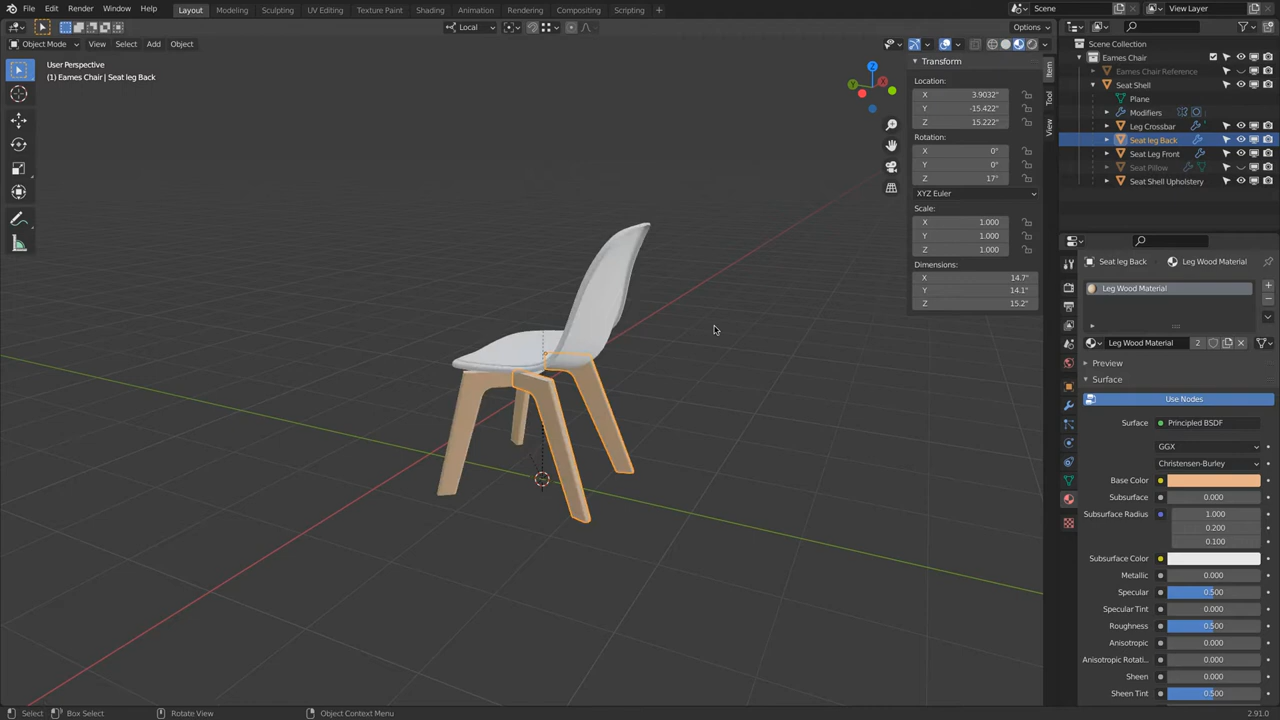 File Edit Render Window Help Layout Modeling Sculpting UV Editing Texture Paint Shading Animation Rendering Compositing Scripting + Scene View Layer
Local Options
Object Mode View Select Add Object
User Perspective
(1) Eames Chair | Seat leg Back
Transform
Location:
X 3.9032"
Y -15.422"
Z 15.222"
Rotation:
X 0°
Y 0°
Z 17°
XYZ Euler
Scale:
X 1.000
Y 1.000
Z 1.000
Dimensions:
X 14.7"
Y 14.1"
Z 15.2"
Item
Tool
View
Z
Y
X
Scene Collection
Eames Chair
Eames Chair Reference
Seat Shell
Plane
Modifiers
Leg Crossbar
Seat leg Back
Seat Leg Front
Seat Pillow
Seat Shell Upholstery
Seat leg Back Leg Wood Material
Leg Wood Material
Leg Wood Material 2
Preview
Surface
Use Nodes
Surface Principled BSDF
GGX
Christensen-Burley
Base Color
Subsurface 0.000
Subsurface Radius 1.000
0.200
0.100
Subsurface Color
Metallic 0.000
Specular 0.500
Specular Tint 0.000
Roughness 0.500
Anisotropic 0.000
Anisotropic Rotati... 0.000
Sheen 0.000
Sheen Tint 0.500
Select Box Select Rotate View Object Context Menu 2.91.0